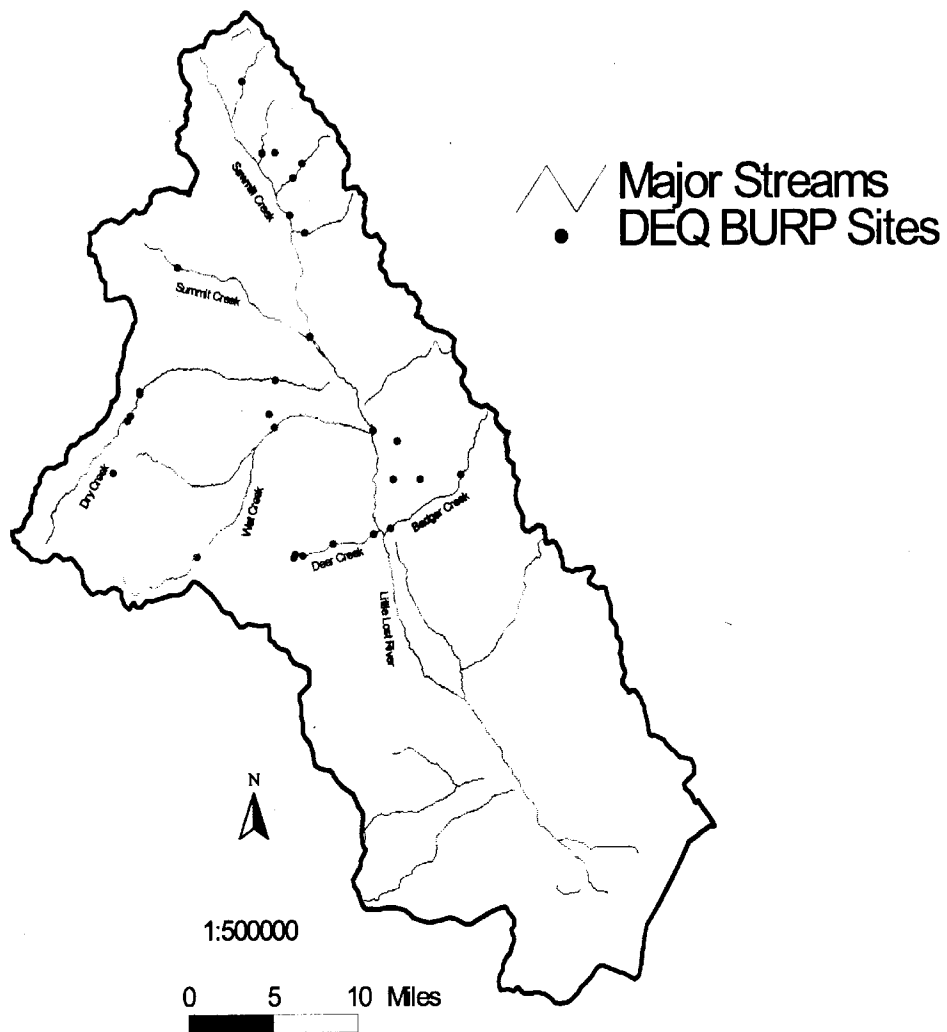 Major Streams
DEQ BURP Sites
Sawmill Creek
Summit Creek
Dry Creek
Wet Creek
Badger Creek
Deer Creek
Little Lost River
N
1:500000
0 5 10 Miles